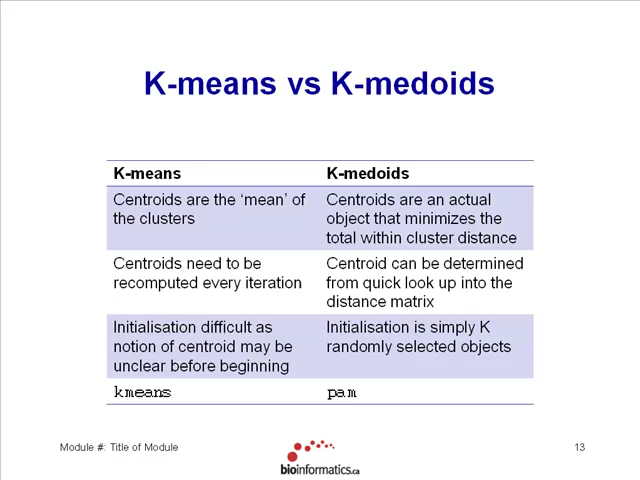 K-means vs K-medoids
K-means
K-medoids
Centroids are the ‘mean’ of
the clusters
Centroids are an actual
object that minimizes the
total within cluster distance
Centroids need to be
recomputed every iteration
Centroid can be determined
from quick look up into the
distance matrix
Initialisation difficult as
notion of centroid may be
unclear before beginning
Initialisation is simply K
randomly selected objects
kmeans
pam
Module #: Title of Module
bioinformatics.ca
13